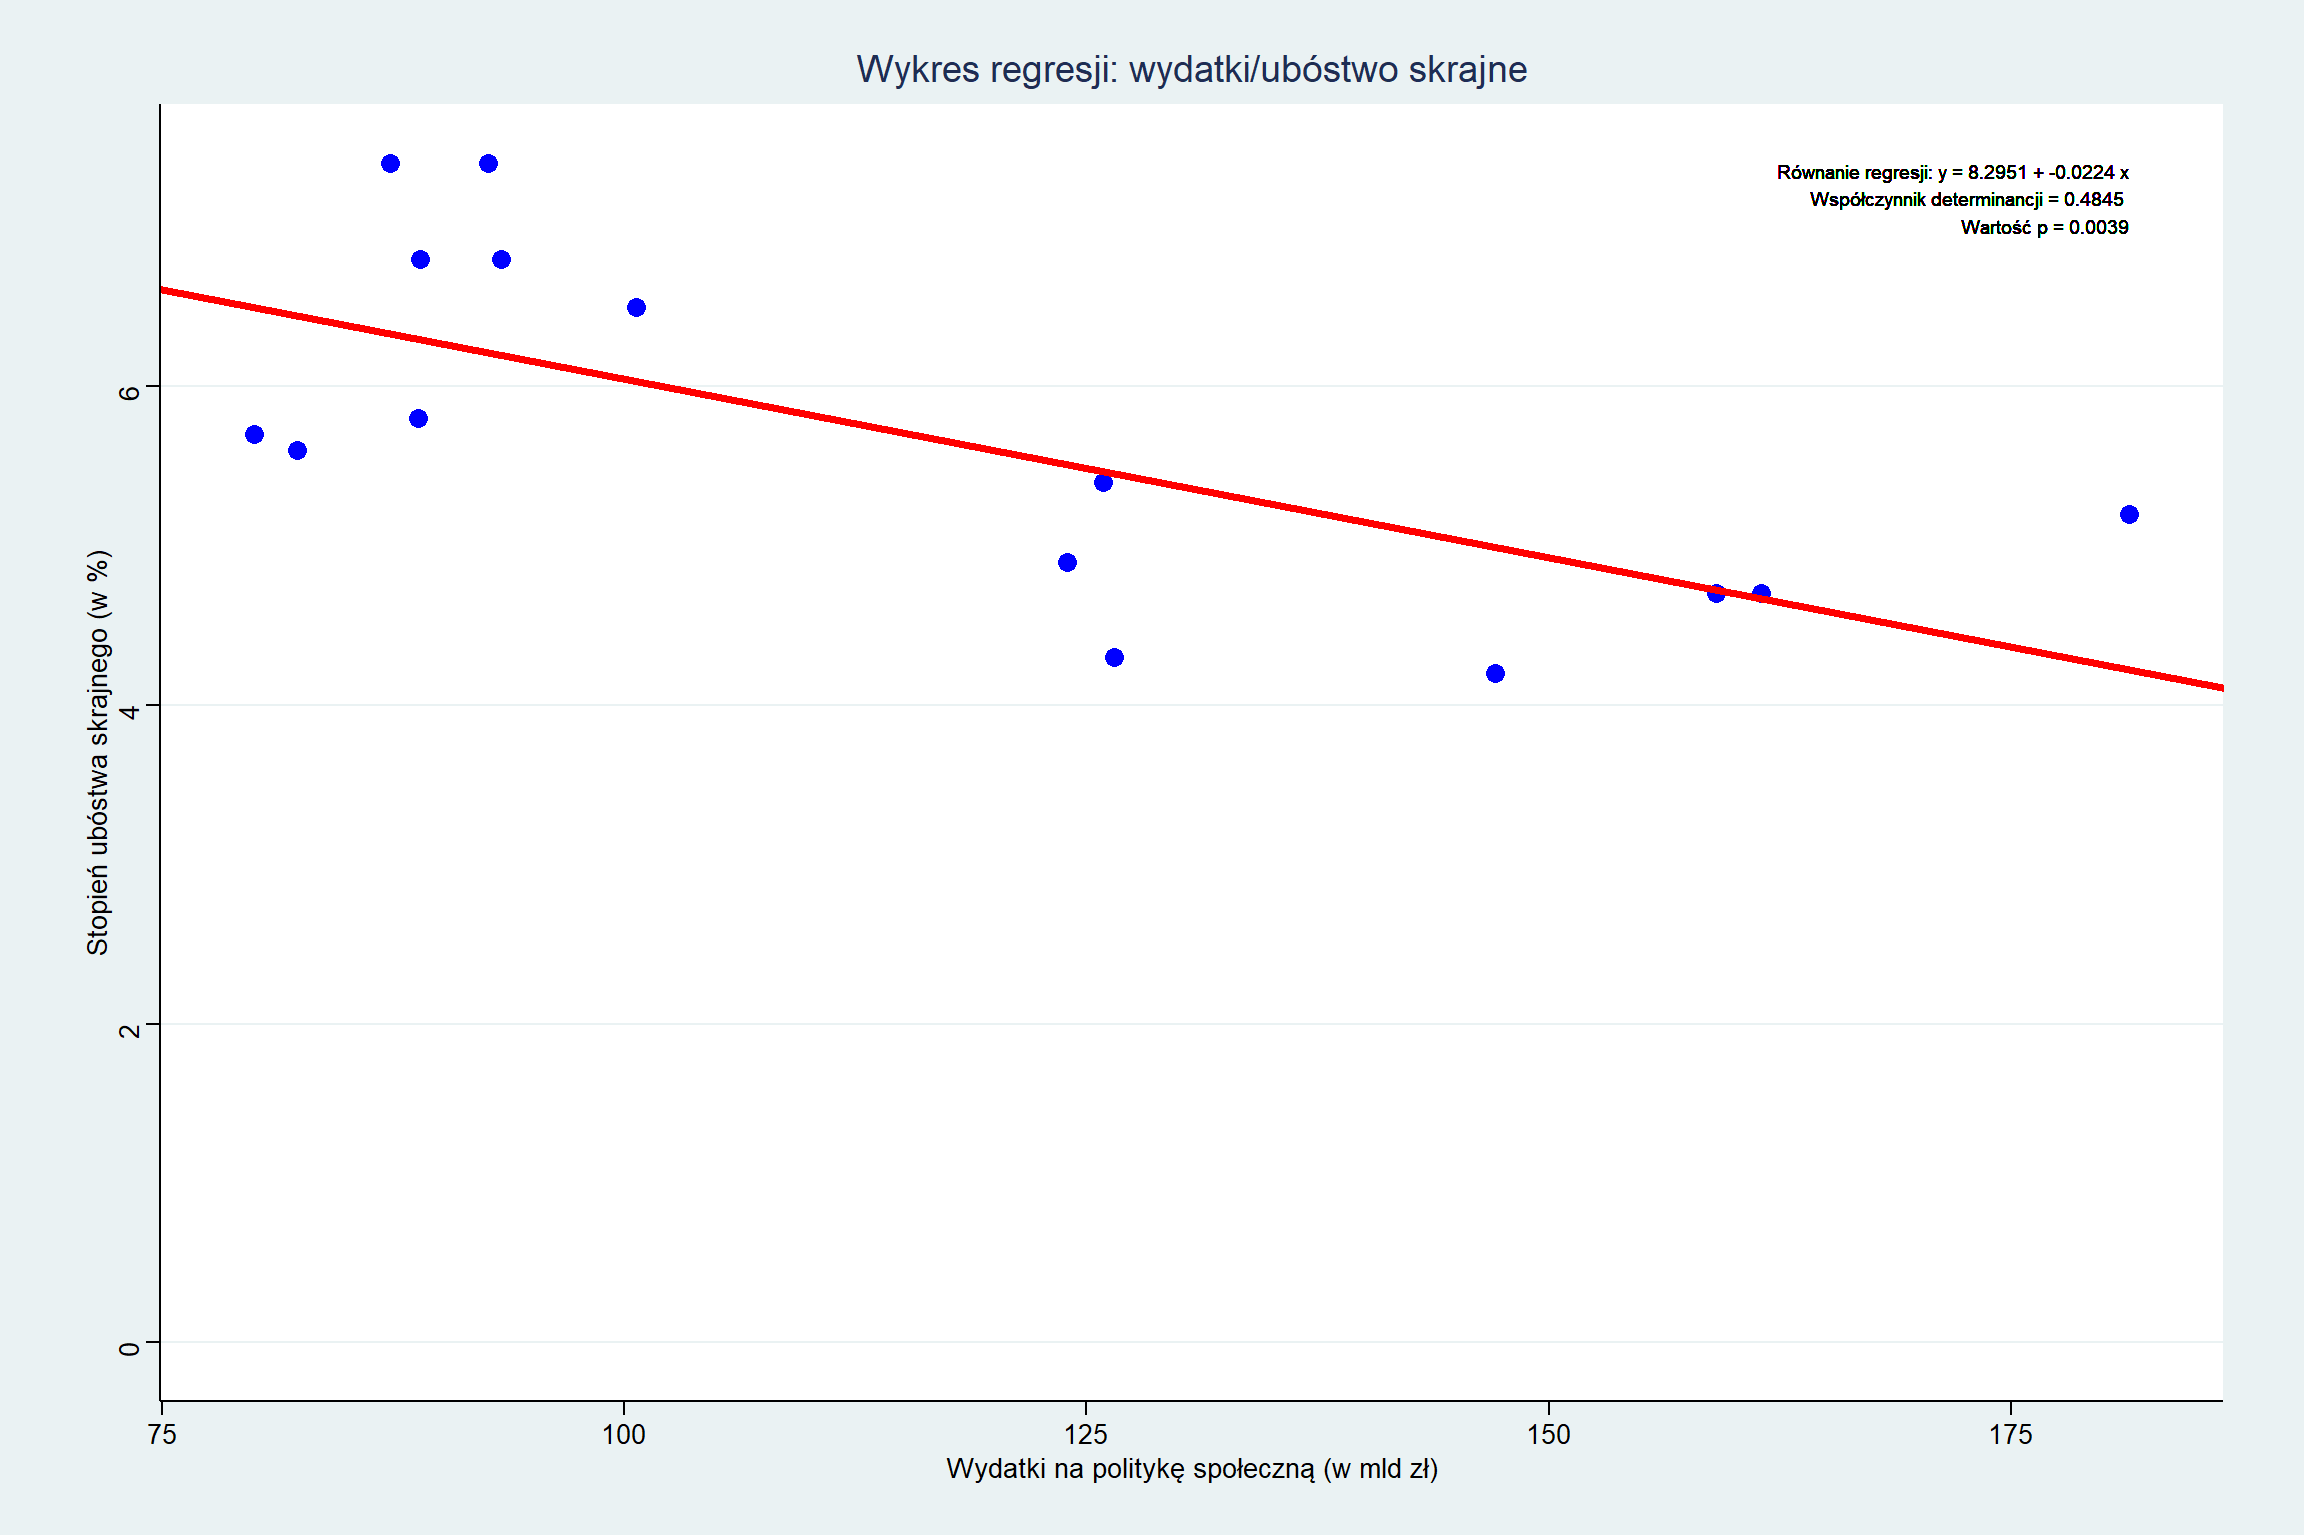 Wykres regresji: wydatki/ubóstwo skrajne
Równanie regresji: y = 8.2951 + -0.0224 x
Współczynnik determinancji = 0.4845
Wartość p = 0.0039
Stopień ubóstwa skrajnego (w %)
6
4
2
0
75 100 125 150 175
Wydatki na politykę społeczną (w mld zł)